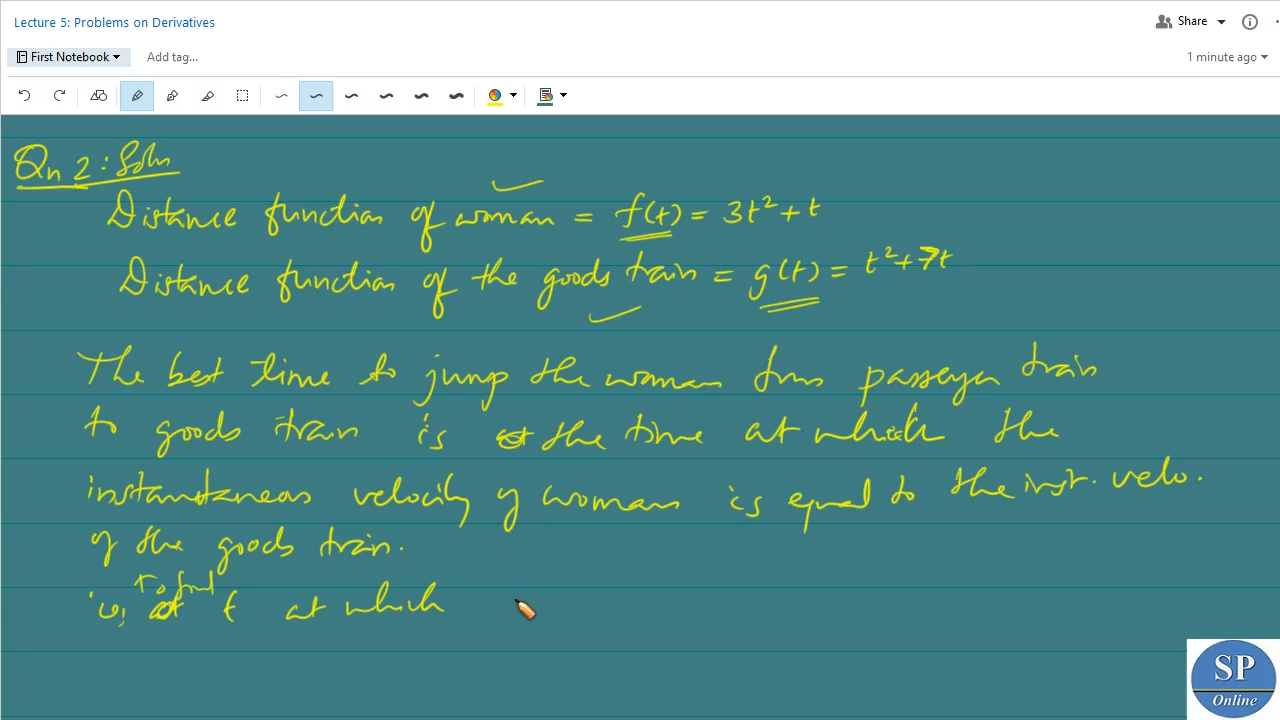 Lecture 5: Problems on Derivatives
Share
First Notebook
Add tag...
1 minute ago
Qn 2: Soln
Distance function of woman = f(t) = 3t² + t
Distance function of the goods train = g(t) = t² + 7t
The best time to jump the woman from passenger train
to goods train is the time at which the
instantaneous velocity of woman is equal to the inst. velo.
of the goods train.
To find
ie, t at which
SP
Online